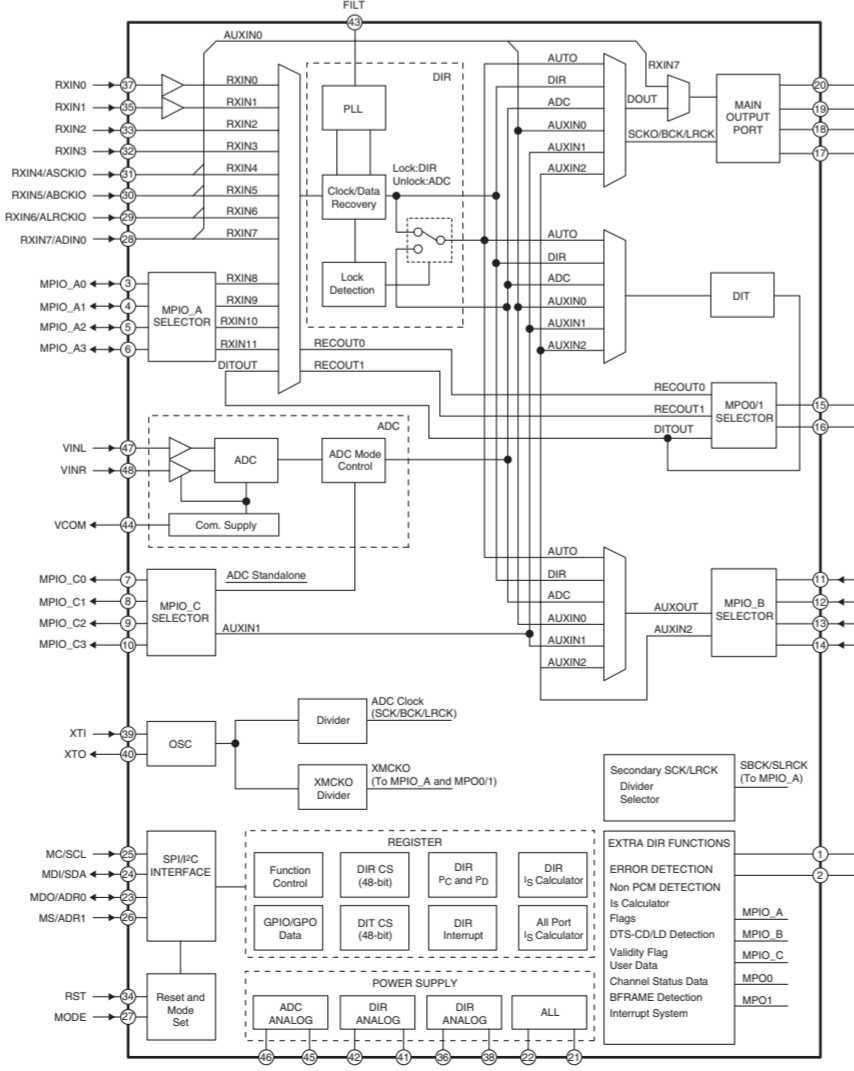 FILT
43
AUXIN0
RXIN0 37 RXIN0
RXIN1 35 RXIN1
RXIN2 33 RXIN2
RXIN3 32 RXIN3
RXIN4/ASCKIO 31 RXIN4
RXIN5/ABCKIO 30 RXIN5
RXIN6/ALRCKIO 29 RXIN6
RXIN7/ADIN0 28 RXIN7
MPIO_A0 3 RXIN8
MPIO_A1 4 RXIN9
MPIO_A2 5 RXIN10
MPIO_A3 6 RXIN11
MPIO_A
SELECTOR
DITOUT
RECOUT0
RECOUT1
DIR
PLL
Clock/Data
Recovery
Lock
Detection
Lock:DIR
Unlock:ADC
AUTO
DIR
ADC
AUXIN0
AUXIN1
AUXIN2
RXIN7
DOUT
SCKO/BCK/LRCK
MAIN
OUTPUT
PORT
20
19
18
17
AUTO
DIR
ADC
AUXIN0
AUXIN1
AUXIN2
DIT
RECOUT0
RECOUT1
DITOUT
MPO0/1
SELECTOR
15
16
ADC
VINL 47
VINR 48
ADC
ADC Mode
Control
VCOM 44
Com. Supply
MPIO_C0 7
MPIO_C1 8
MPIO_C2 9
MPIO_C3 10
MPIO_C
SELECTOR
ADC Standalone
AUXIN1
AUTO
DIR
ADC
AUXIN0
AUXIN1
AUXIN2
AUXOUT
AUXIN2
MPIO_B
SELECTOR
11
12
13
14
XTI 39
XTO 40
OSC
Divider
ADC Clock
(SCK/BCK/LRCK)
XMCKO
Divider
XMCKO
(To MPIO_A and MPO0/1)
Secondary SCK/LRCK
Divider
Selector
SBCK/SLRCK
(To MPIO_A)
MC/SCL 25
MDI/SDA 24
MDO/ADR0 23
MS/ADR1 26
SPI/I²C
INTERFACE
REGISTER
Function
Control
DIR CS
(48-bit)
DIR
PC and PD
DIR
IS Calculator
GPIO/GPO
Data
DIT CS
(48-bit)
DIR
Interrupt
All Port
IS Calculator
EXTRA DIR FUNCTIONS
1
2
ERROR DETECTION
Non PCM DETECTION
Is Calculator
Flags
DTS-CD/LD Detection
Validity Flag
User Data
Channel Status Data
BFRAME Detection
Interrupt System
MPIO_A
MPIO_B
MPIO_C
MPO0
MPO1
RST 34
MODE 27
Reset and
Mode
Set
POWER SUPPLY
ADC
ANALOG
DIR
ANALOG
DIR
ANALOG
ALL
46 45 42 41 36 38 22 21